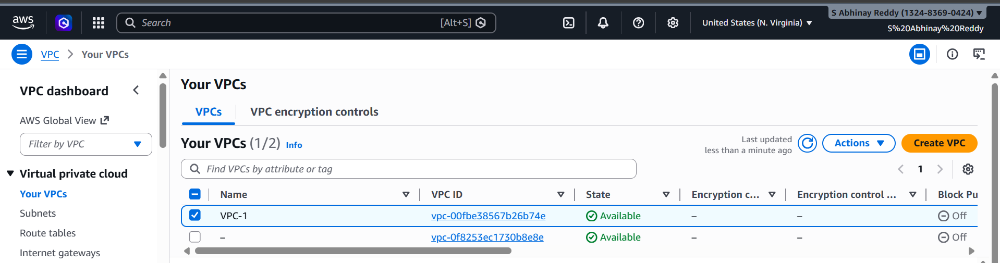 aws
Search
[Alt+S]
United States (N. Virginia)
S Abhinay Reddy (1324-8369-0424)
S%20Abhinay%20Reddy
VPC
Your VPCs
VPC dashboard
AWS Global View
Filter by VPC
Virtual private cloud
Your VPCs
Subnets
Route tables
Internet gateways
Your VPCs
VPCs
VPC encryption controls
Your VPCs (1/2) Info
Last updated
less than a minute ago
Actions
Create VPC
Find VPCs by attribute or tag
1
Name VPC ID State Encryption c... Encryption control ... Block Pu
VPC-1 vpc-00fbe38567b26b74e Available – – Off
– vpc-0f8253ec1730b8e8e Available – – Off